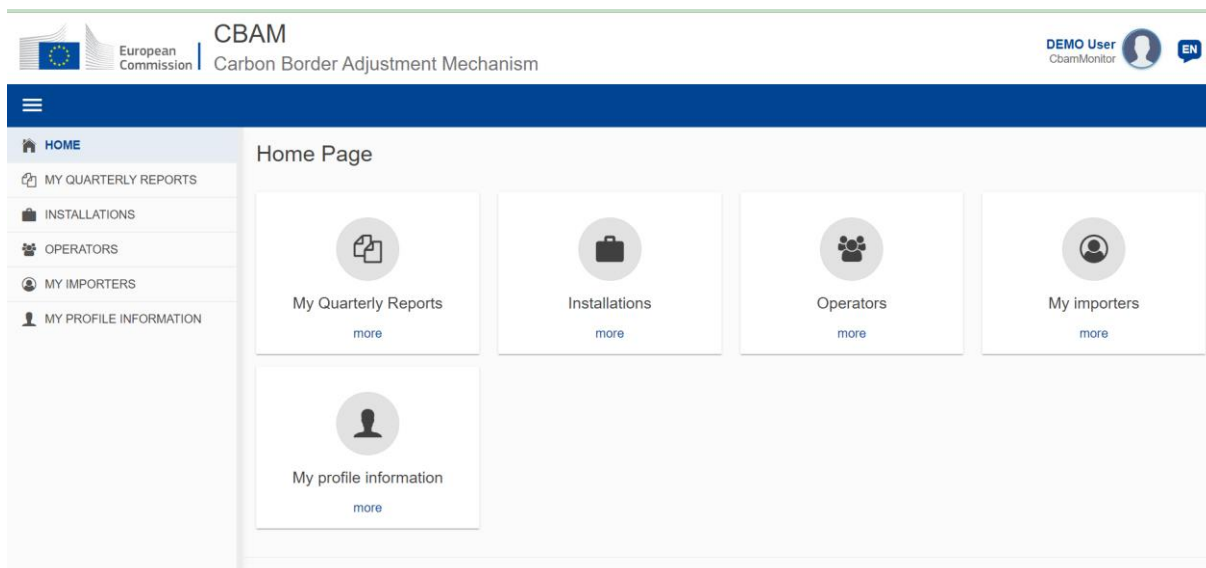 European
Commission
CBAM
Carbon Border Adjustment Mechanism
DEMO User
CbamMonitor
EN
HOME
MY QUARTERLY REPORTS
INSTALLATIONS
OPERATORS
MY IMPORTERS
MY PROFILE INFORMATION
Home Page
My Quarterly Reports
more
Installations
more
Operators
more
My importers
more
My profile information
more